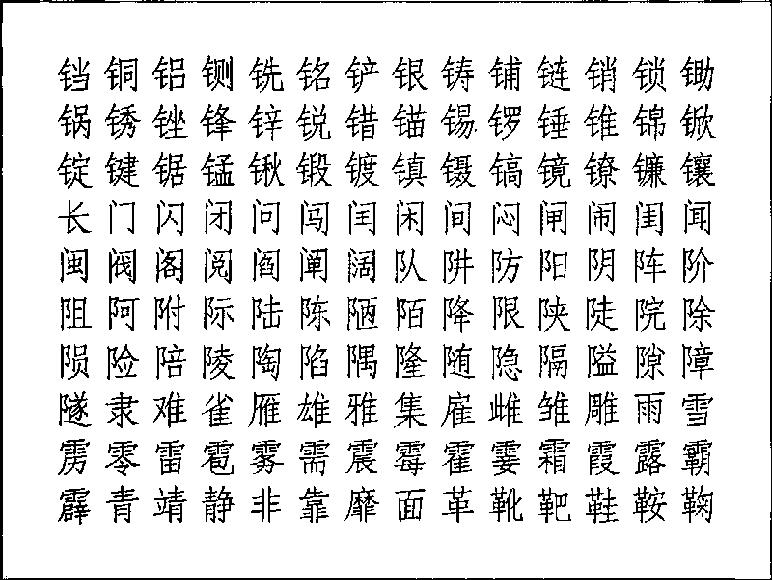 铛铜铝铡铣铭铲银铸铺链销锁锄
锅锈锉锋锌锐错锚锡锣锤锥锦锨
锭键锯锰锹锻镀镇镊镐镜镣镰镶
长门闪闭问闯闰闲间闷闸闹闺闻
闽阀阁阅阎阐阔队阱防阳阴阵阶
阻阿附际陆陈陋陌降限陕陡院除
陨险陪陵陶陷隅隆随隐隔隘隙障
隧隶难雀雁雄雅集雇雌雏雕雨雪
雳零雷雹雾需震霉霍霎霜霞露霸
霹青靖静非靠靡面革靴靶鞋鞍鞠